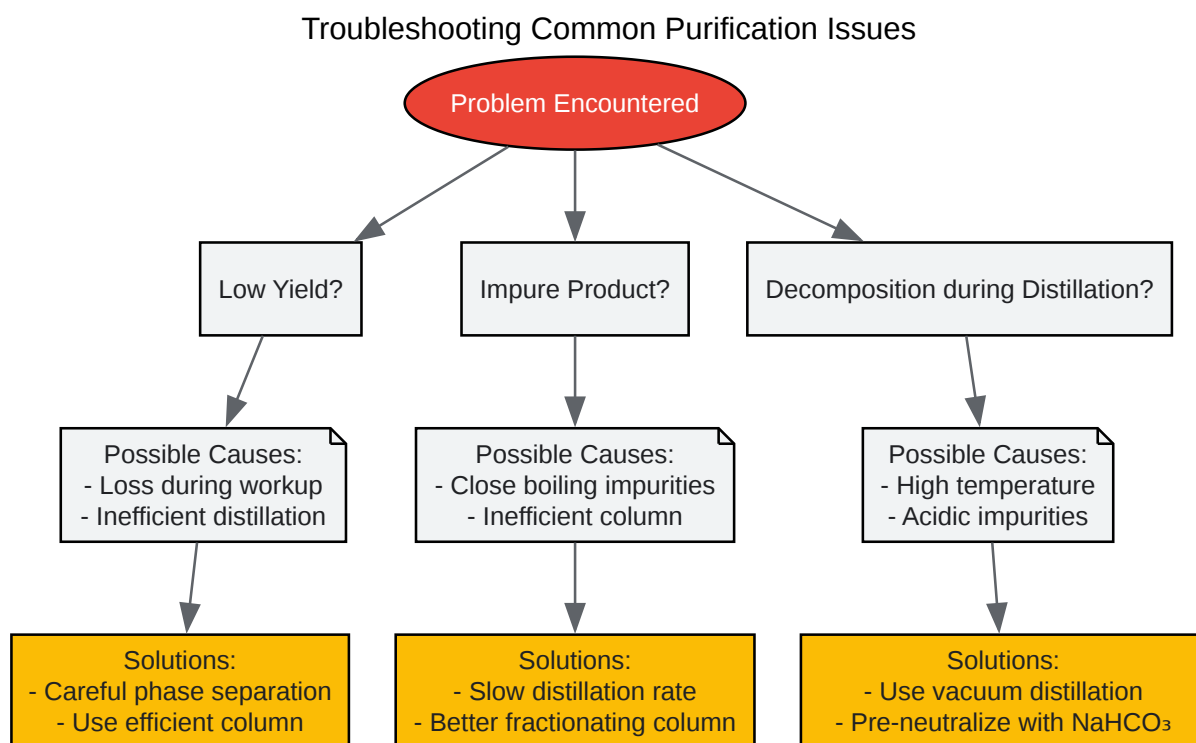 Troubleshooting Common Purification Issues
Problem Encountered
Low Yield?
Impure Product?
Decomposition during Distillation?
Possible Causes:
- Loss during workup
- Inefficient distillation
Possible Causes:
- Close boiling impurities
- Inefficient column
Possible Causes:
- High temperature
- Acidic impurities
Solutions:
- Careful phase separation
- Use efficient column
Solutions:
- Slow distillation rate
- Better fractionating column
Solutions:
- Use vacuum distillation
- Pre-neutralize with NaHCO₃